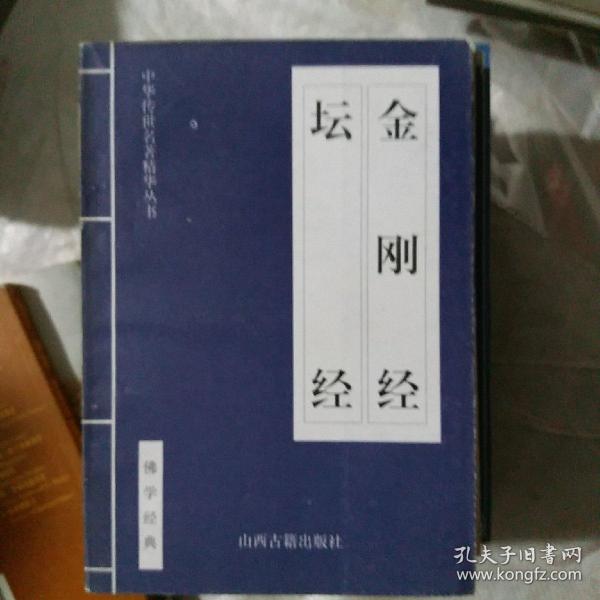 金刚经
坛经
中华传世名著精华丛书
佛学经典
山西古籍出版社
孔夫子旧书网
www.kongfz.com